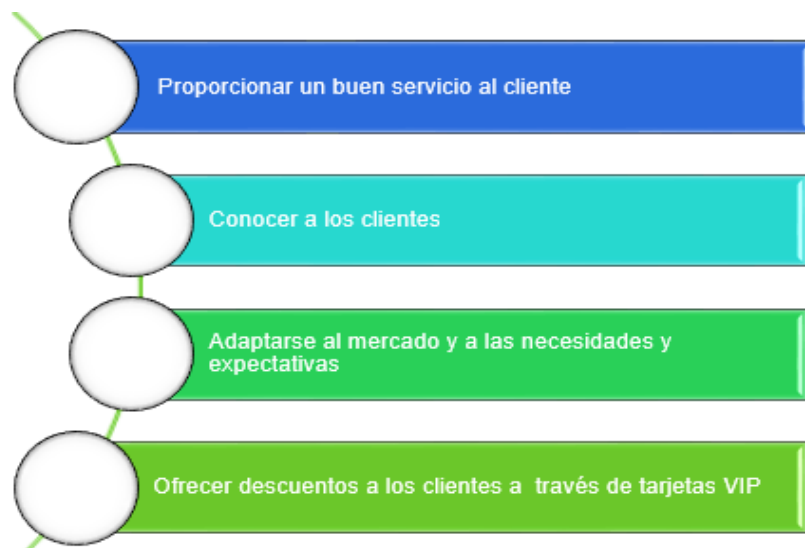 Proporcionar un buen servicio al cliente
Conocer a los clientes
Adaptarse al mercado y a las necesidades y
expectativas
Ofrecer descuentos a los clientes a través de tarjetas VIP